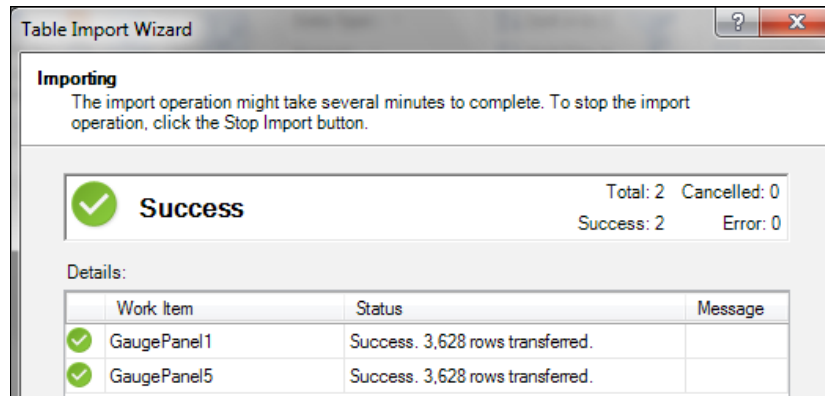 Table Import Wizard
Importing
The import operation might take several minutes to complete. To stop the import
operation, click the Stop Import button.
Success
Total: 2 Cancelled: 0
Success: 2 Error: 0
Details:
Work Item Status Message
GaugePanel1 Success. 3,628 rows transferred.
GaugePanel5 Success. 3,628 rows transferred.